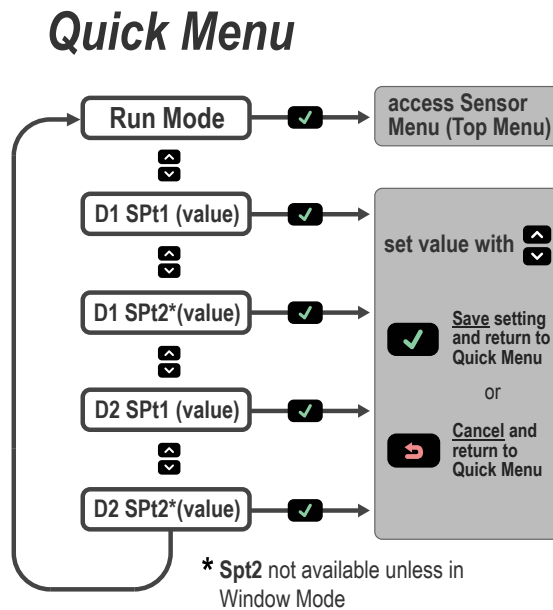 Quick Menu
Run Mode
access Sensor
Menu (Top Menu)
D1 SPt1 (value)
set value with
D1 SPt2*(value)
Save setting
and return to
Quick Menu
or
D2 SPt1 (value)
Cancel and
return to
Quick Menu
D2 SPt2*(value)
* Spt2 not available unless in
Window Mode